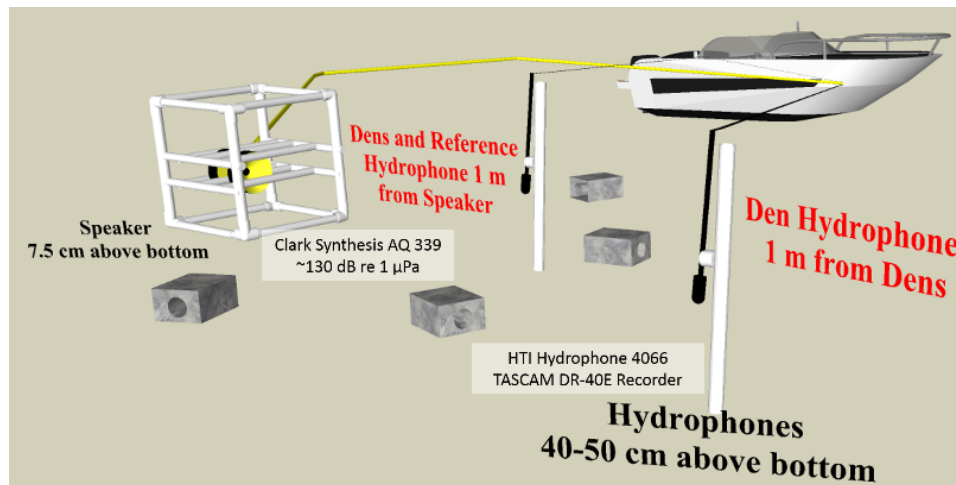 Dens and Reference
Hydrophone 1 m
from Speaker
Speaker
7.5 cm above bottom
Clark Synthesis AQ 339
~130 dB re 1 μPa
Den Hydrophone
1 m from Dens
HTI Hydrophone 4066
TASCAM DR-40E Recorder
Hydrophones
40-50 cm above bottom